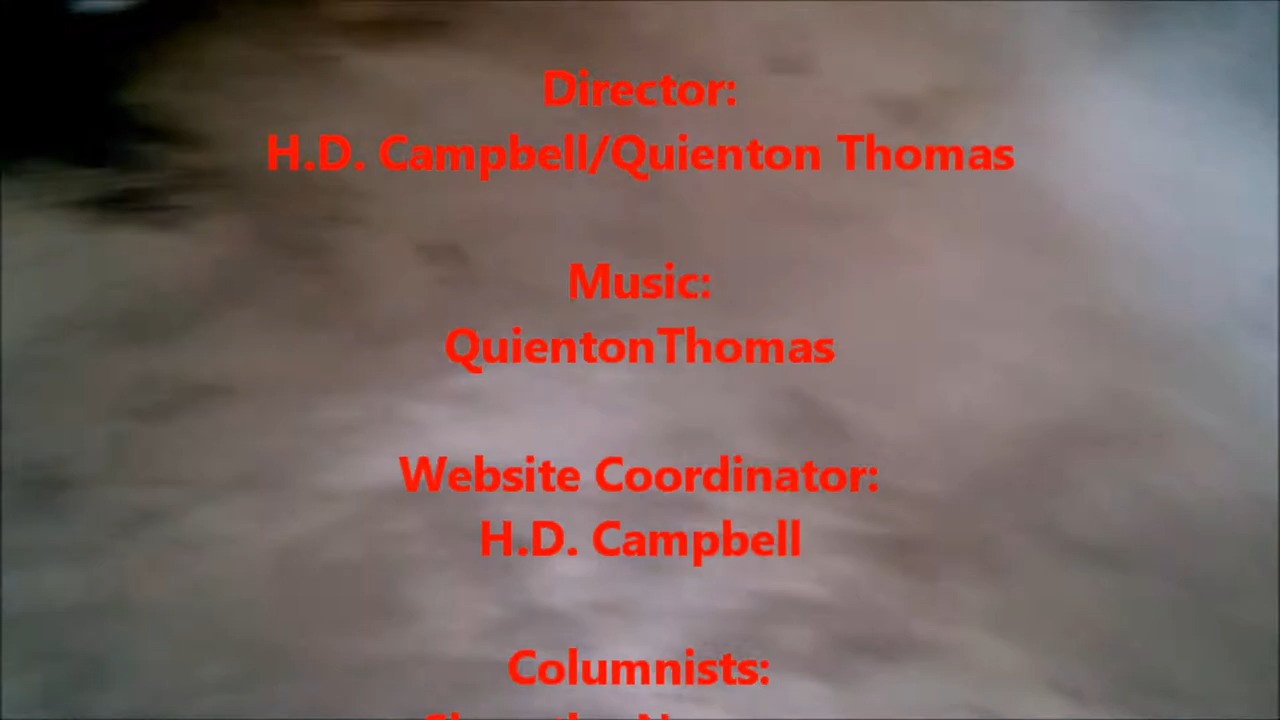 Director:
H.D. Campbell/Quienton Thomas
Music:
QuientonThomas
Website Coordinator:
H.D. Campbell
Columnists: